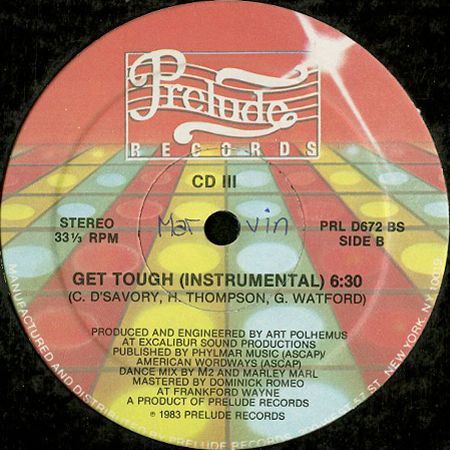 Prelude
RECORDS
CD III
STEREO
33⅓ RPM
Marvin
PRL D672 BS
SIDE B
GET TOUGH (INSTRUMENTAL) 6:30
(C. D'SAVORY, H. THOMPSON, G. WATFORD)
PRODUCED AND ENGINEERED BY ART POLHEMUS
AT EXCALIBUR SOUND PRODUCTIONS
PUBLISHED BY PHYLMAR MUSIC (ASCAP)/
AMERICAN WORDWAYS (ASCAP)
DANCE MIX BY M2 AND MARLEY MARL
MASTERED BY DOMINICK ROMEO
AT FRANKFORD WAYNE
A PRODUCT OF PRELUDE RECORDS
℗ 1983 PRELUDE RECORDS
MANUFACTURED AND DISTRIBUTED BY PRELUDE RECORDS 57 ST. NEW YORK, NY 10019